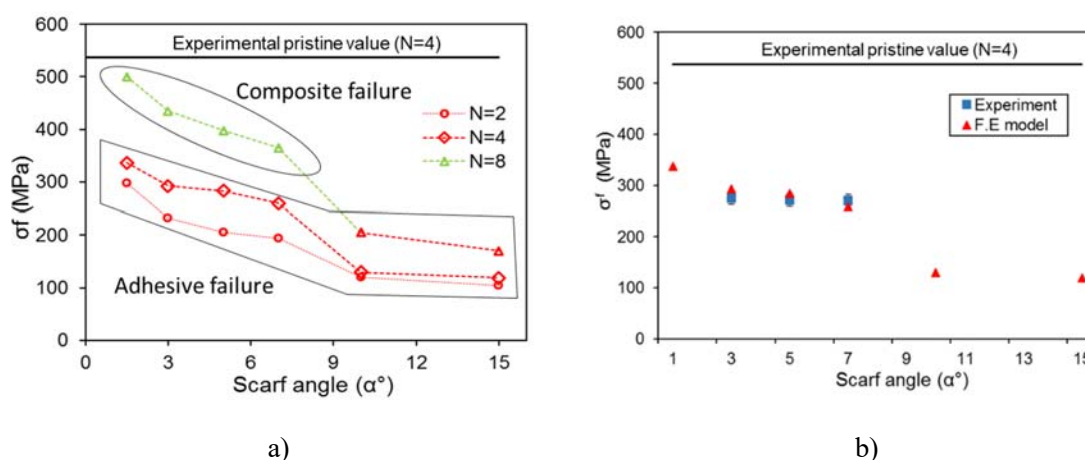 600
500
400
300
200
100
0
σf (MPa)
Experimental pristine value (N=4)
Composite failure
N=2
N=4
N=8
Adhesive failure
0 3 6 9 12 15
Scarf angle (α°)
a)
600
500
400
300
200
100
0
σᶠ (MPa)
Experimental pristine value (N=4)
Experiment
F.E model
1 3 5 7 9 11 13 15
Scarf angle (α°)
b)